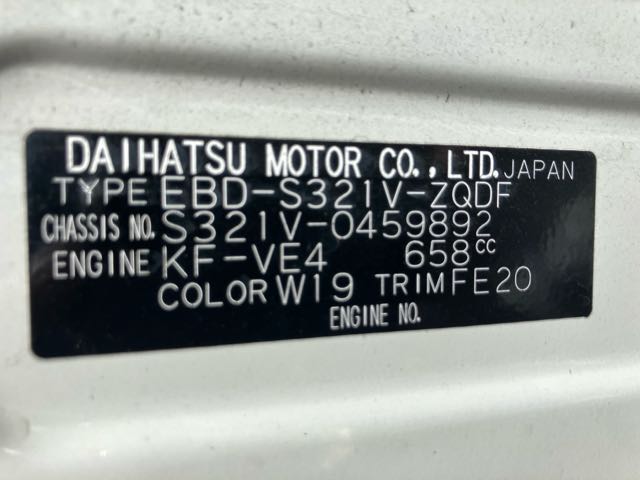 DAIHATSU MOTOR CO., LTD. JAPAN
TYPE EBD-S321V-ZQDF
CHASSIS NO. S321V-0459892
ENGINE KF-VE4 658cc
COLOR W19 TRIM FE20
ENGINE NO.